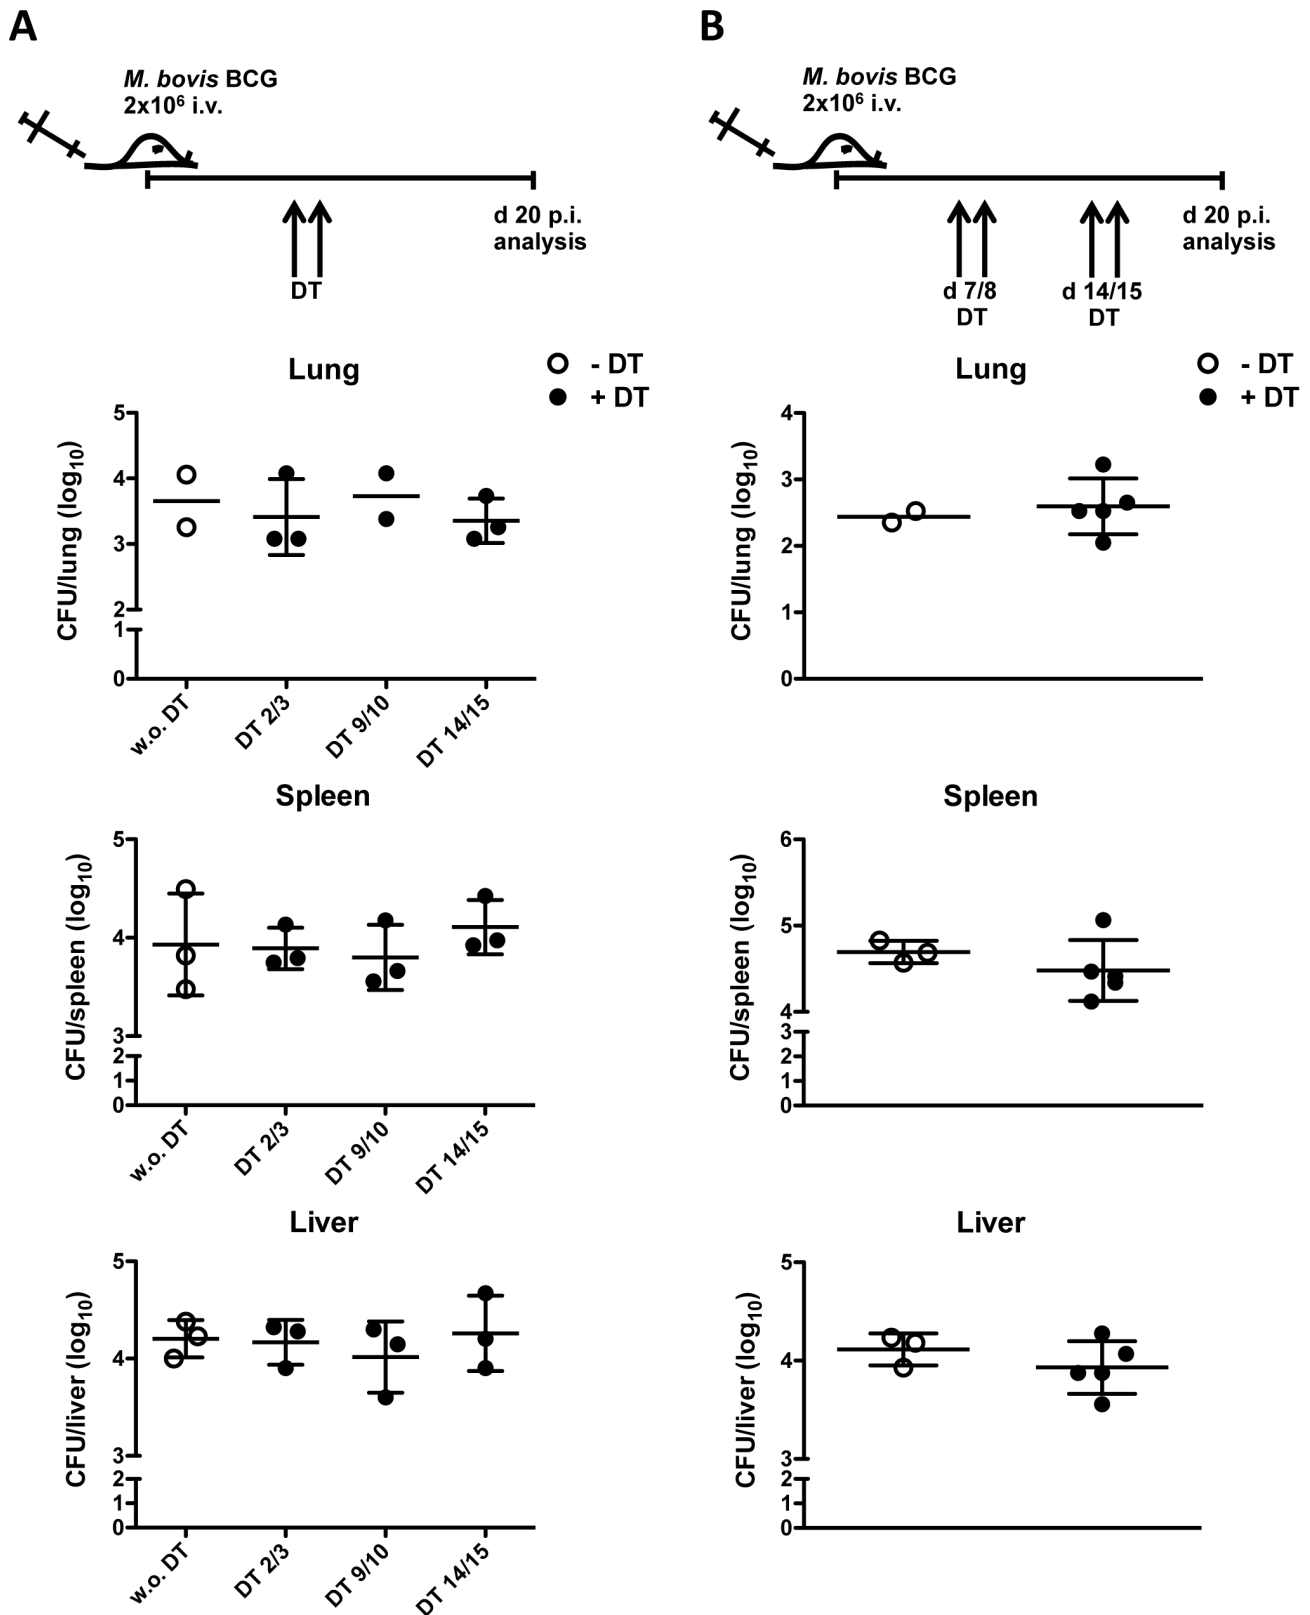 A
M. bovis BCG
2x10⁶ i.v.
d 20 p.i.
analysis
DT
Lung
- DT
+ DT
CFU/lung (log₁₀)
5
4
3
2
1
0
w.o. DT
DT 2/3
DT 9/10
DT 14/15
Spleen
CFU/spleen (log₁₀)
5
4
3
2
1
0
w.o. DT
DT 2/3
DT 9/10
DT 14/15
Liver
CFU/liver (log₁₀)
5
4
3
2
1
0
w.o. DT
DT 2/3
DT 9/10
DT 14/15
B
M. bovis BCG
2x10⁶ i.v.
d 20 p.i.
analysis
d 7/8
DT
d 14/15
DT
Lung
- DT
+ DT
CFU/lung (log₁₀)
4
3
2
1
0
Spleen
CFU/spleen (log₁₀)
6
5
4
3
2
1
0
Liver
CFU/liver (log₁₀)
5
4
3
2
1
0